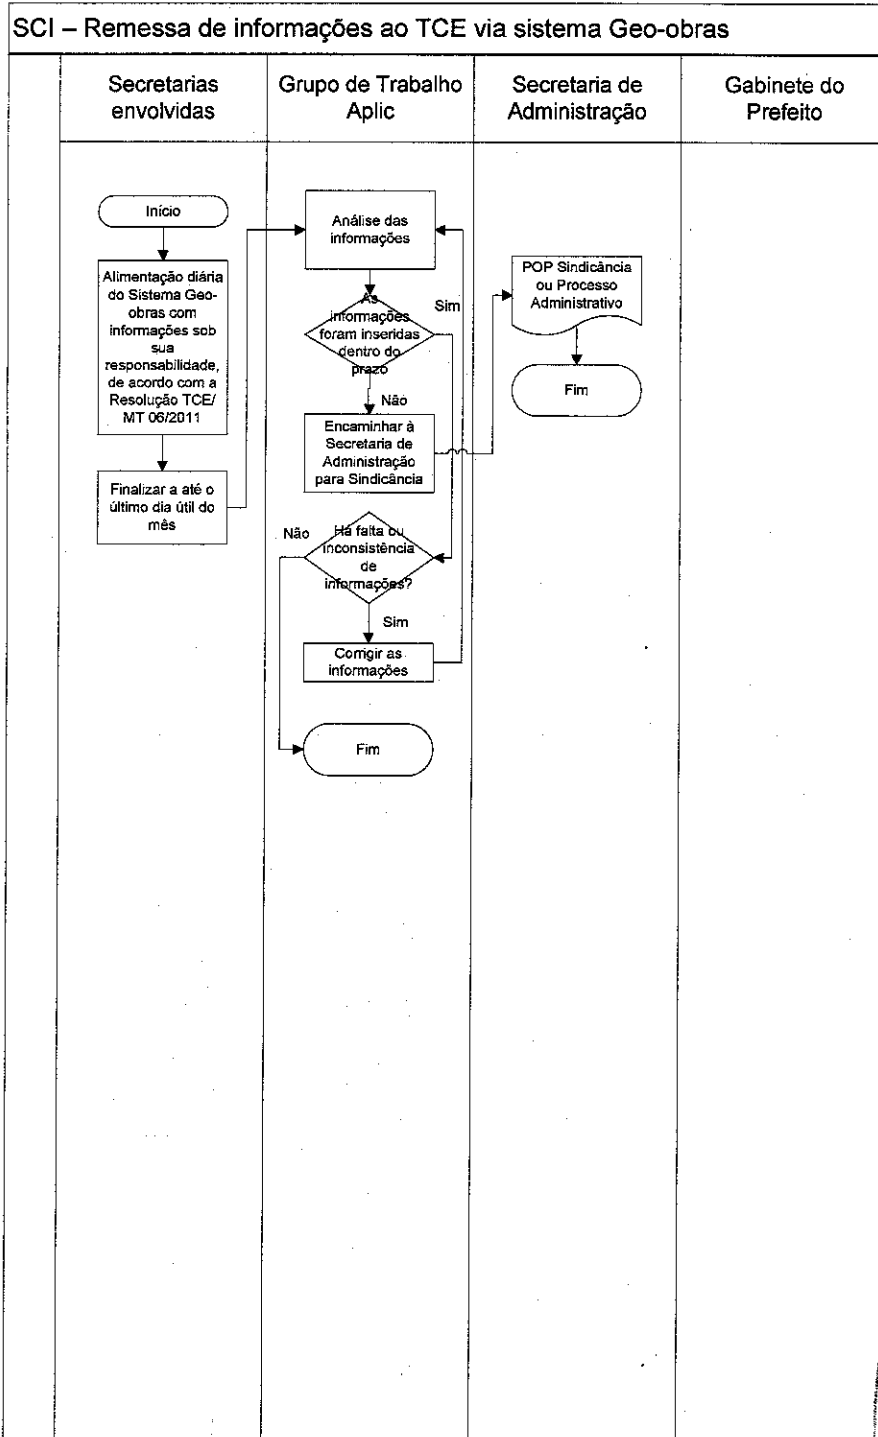 SCI – Remessa de informações ao TCE via sistema Geo-obras
Secretarias
envolvidas
Grupo de Trabalho
Aplic
Secretaria de
Administração
Gabinete do
Prefeito
Início
Alimentação diária
do Sistema Geo-
obras com
informações sob
sua
responsabilidade,
de acordo com a
Resolução TCE/
MT 06/2011
Finalizar a até o
último dia útil do
mês
Análise das
informações
As
informações
foram inseridas
dentro do
prazo
Sim
Não
Encaminhar à
Secretaria de
Administração
para Sindicância
Não
Há falta ou
inconsistência
de
informações?
Sim
Corrigir as
informações
Fim
POP Sindicância
ou Processo
Administrativo
Fim